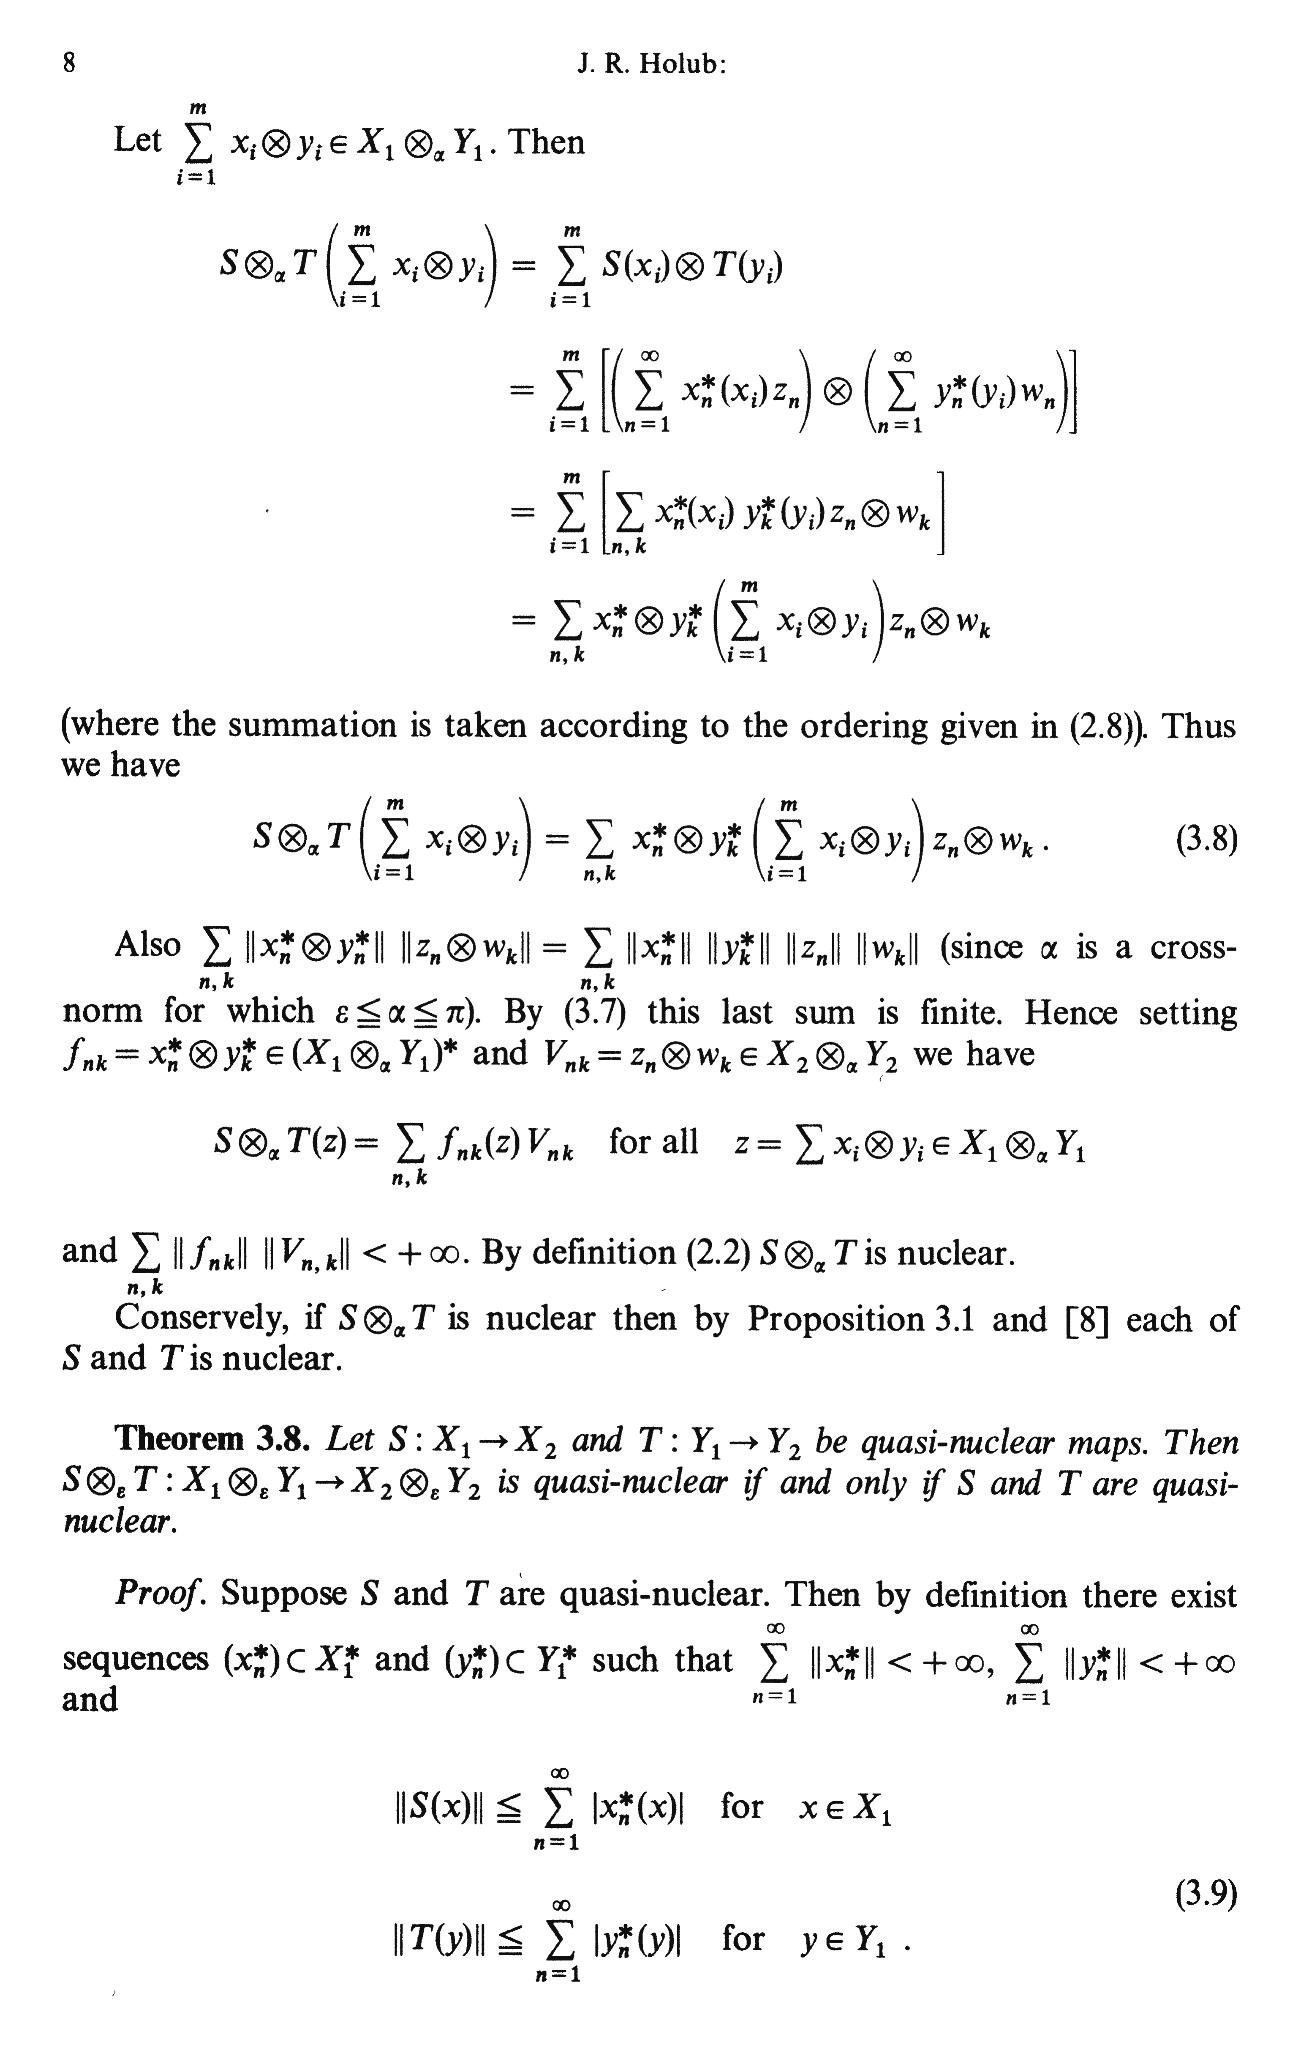 8 J. R. Holub:
Let $\sum_{i=1}^{m} x_i \otimes y_i \in X_1 \otimes_\alpha Y_1$. Then
$S \otimes_\alpha T \left( \sum_{i=1}^{m} x_i \otimes y_i \right) = \sum_{i=1}^{m} S(x_i) \otimes T(y_i)$
$= \sum_{i=1}^{m} \left[ \left( \sum_{n=1}^{\infty} x_n^*(x_i) z_n \right) \otimes \left( \sum_{n=1}^{\infty} y_n^*(y_i) w_n \right) \right]$
$= \sum_{i=1}^{m} \left[ \sum_{n,k} x_n^*(x_i) \, y_k^*(y_i) z_n \otimes w_k \right]$
$= \sum_{n,k} x_n^* \otimes y_k^* \left( \sum_{i=1}^{m} x_i \otimes y_i \right) z_n \otimes w_k$
(where the summation is taken according to the ordering given in (2.8)). Thus
we have
$S \otimes_\alpha T \left( \sum_{i=1}^{m} x_i \otimes y_i \right) = \sum_{n,k} x_n^* \otimes y_k^* \left( \sum_{i=1}^{m} x_i \otimes y_i \right) z_n \otimes w_k .$ (3.8)
Also $\sum_{n,k} \|x_n^* \otimes y_n^*\| \, \|z_n \otimes w_k\| = \sum_{n,k} \|x_n^*\| \, \|y_k^*\| \, \|z_n\| \, \|w_k\|$ (since $\alpha$ is a cross-
norm for which $\varepsilon \leqq \alpha \leqq \pi$). By (3.7) this last sum is finite. Hence setting
$f_{nk} = x_n^* \otimes y_k^* \in (X_1 \otimes_\alpha Y_1)^*$ and $V_{nk} = z_n \otimes w_k \in X_2 \otimes_\alpha Y_2$ we have
$S \otimes_\alpha T(z) = \sum_{n,k} f_{nk}(z) V_{nk}$ for all $z = \sum x_i \otimes y_i \in X_1 \otimes_\alpha Y_1$
and $\sum_{n,k} \|f_{nk}\| \, \|V_{n,k}\| < +\infty$. By definition (2.2) $S \otimes_\alpha T$ is nuclear.
Conservely, if $S \otimes_\alpha T$ is nuclear then by Proposition 3.1 and [8] each of
S and T is nuclear.
Theorem 3.8. Let $S : X_1 \to X_2$ and $T : Y_1 \to Y_2$ be quasi-nuclear maps. Then
$S \otimes_\varepsilon T : X_1 \otimes_\varepsilon Y_1 \to X_2 \otimes_\varepsilon Y_2$ is quasi-nuclear if and only if S and T are quasi-
nuclear.
Proof. Suppose S and T are quasi-nuclear. Then by definition there exist
sequences $(x_n^*) \subset X_1^*$ and $(y_n^*) \subset Y_1^*$ such that $\sum_{n=1}^{\infty} \|x_n^*\| < +\infty$, $\sum_{n=1}^{\infty} \|y_n^*\| < +\infty$
and
$\|S(x)\| \leqq \sum_{n=1}^{\infty} |x_n^*(x)|$ for $x \in X_1$
(3.9)
$\|T(y)\| \leqq \sum_{n=1}^{\infty} |y_n^*(y)|$ for $y \in Y_1$ .